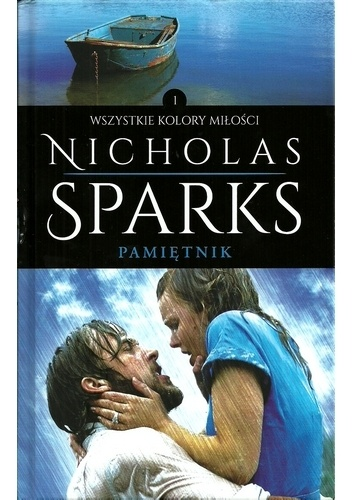 1
WSZYSTKIE KOLORY MIŁOŚCI
NICHOLAS
SPARKS
PAMIĘTNIK